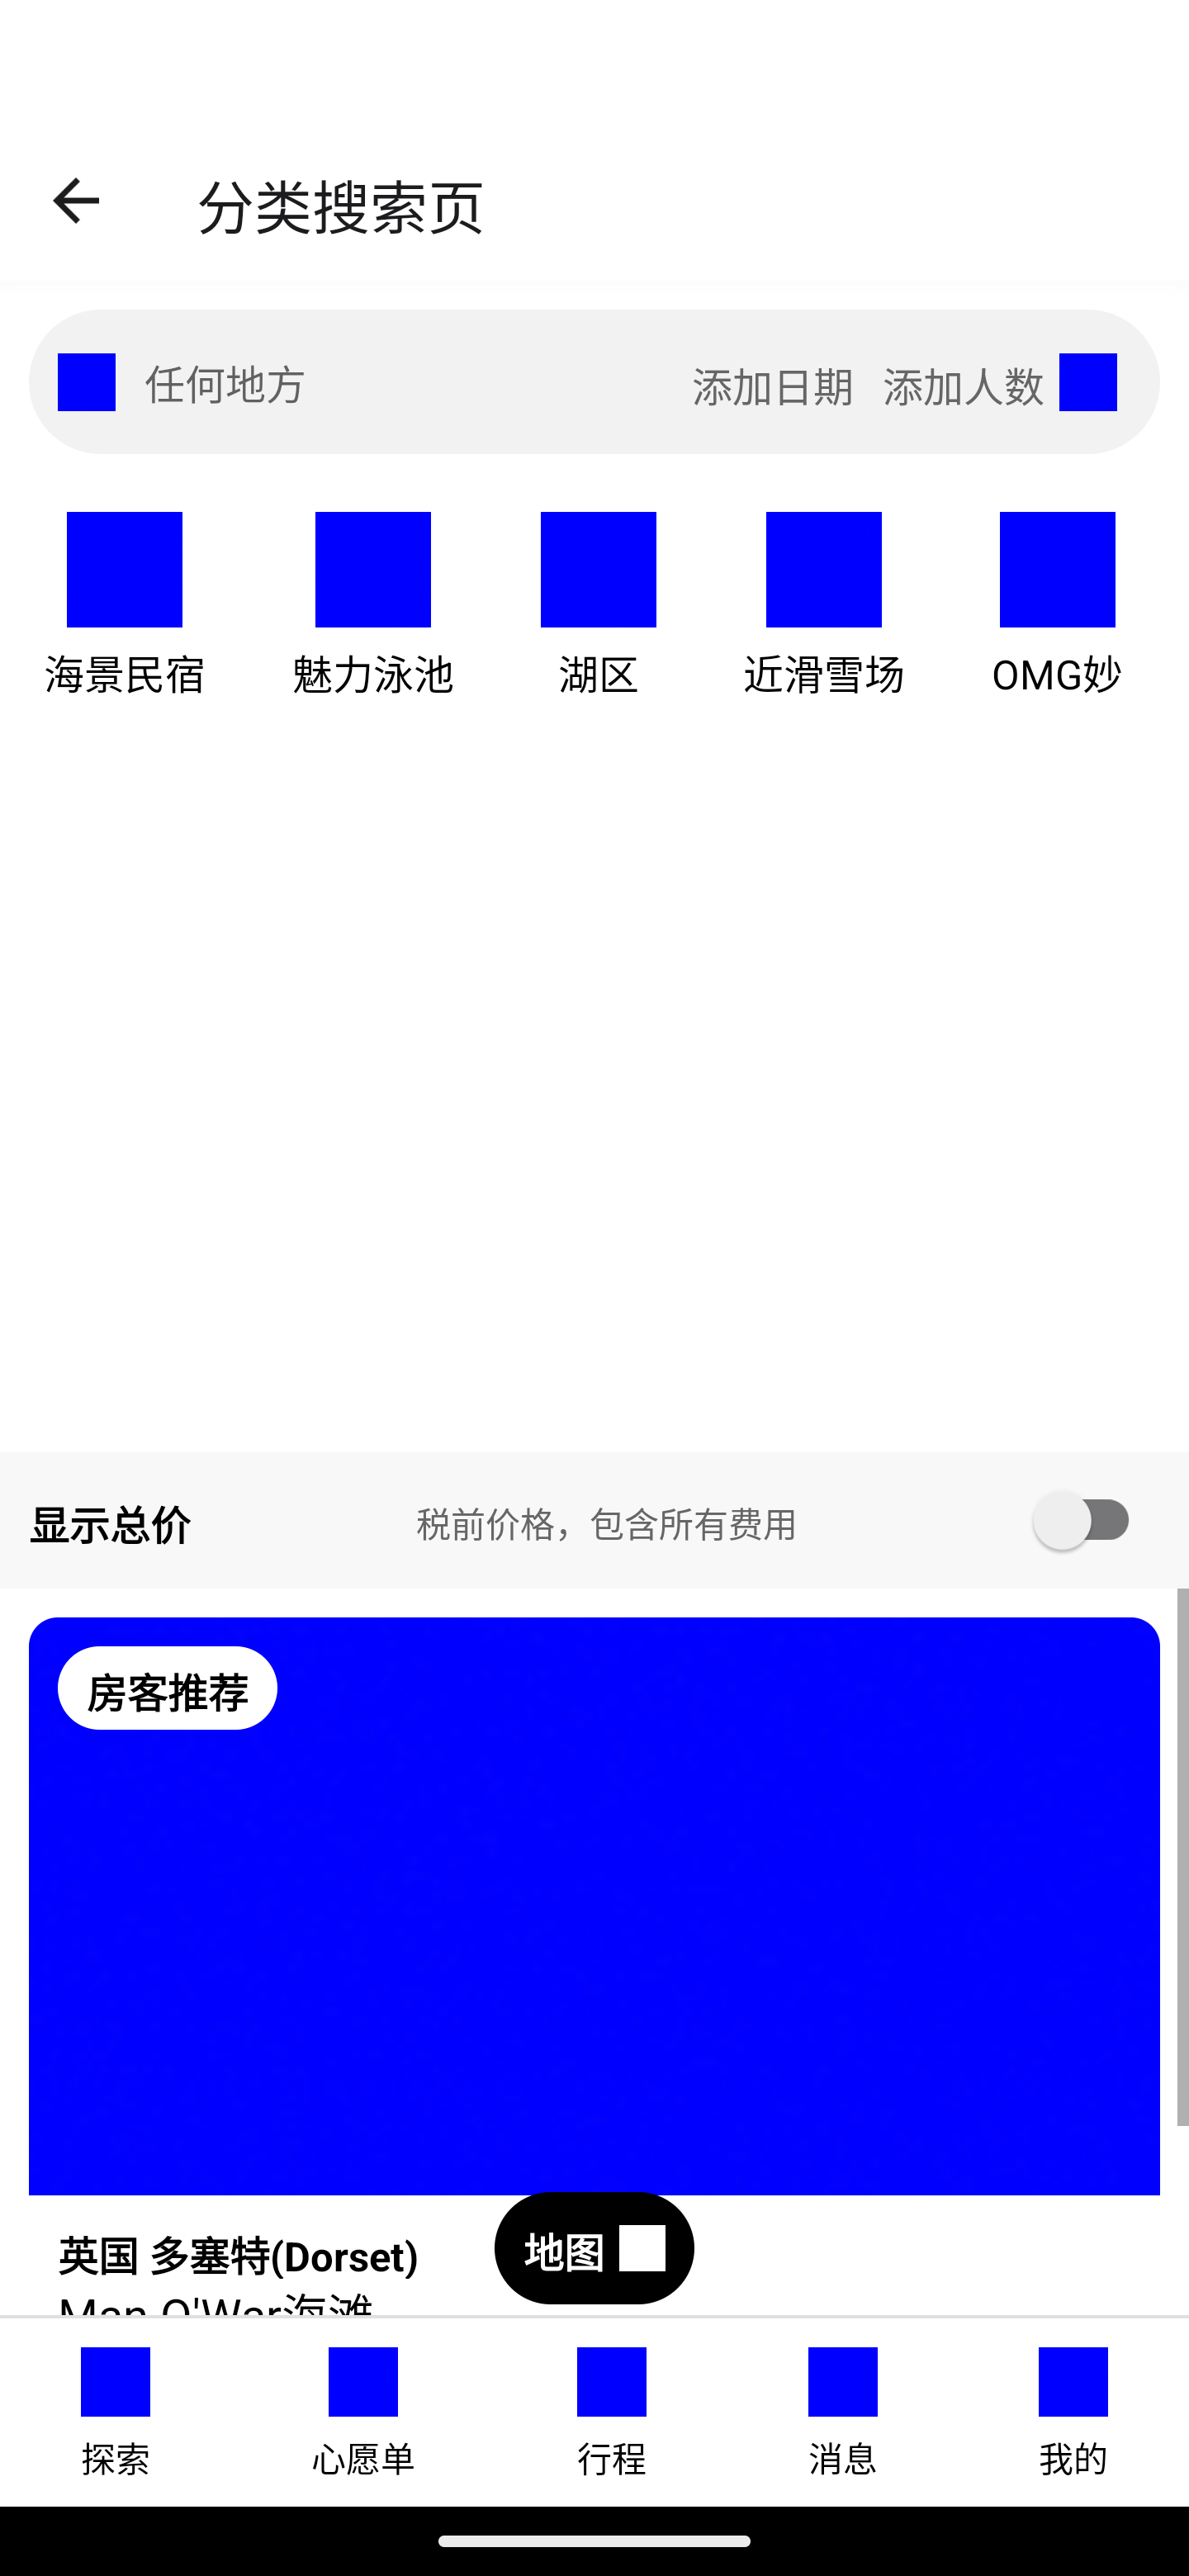 分类搜索页
任何地方 添加日期 添加人数
海景民宿 魅力泳池 湖区 近滑雪场 OMG妙
显示总价 税前价格，包含所有费用
房客推荐
英国 多塞特(Dorset)
地图
Man O'War海滩
探索 心愿单 行程 消息 我的